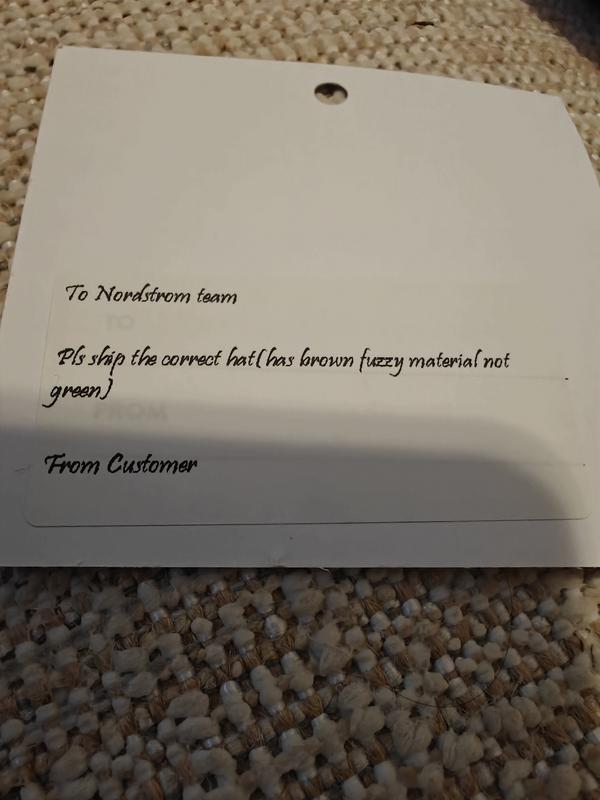 To Nordstrom team
Pls ship the correct hat(has brown fuzzy material not
green)
From Customer